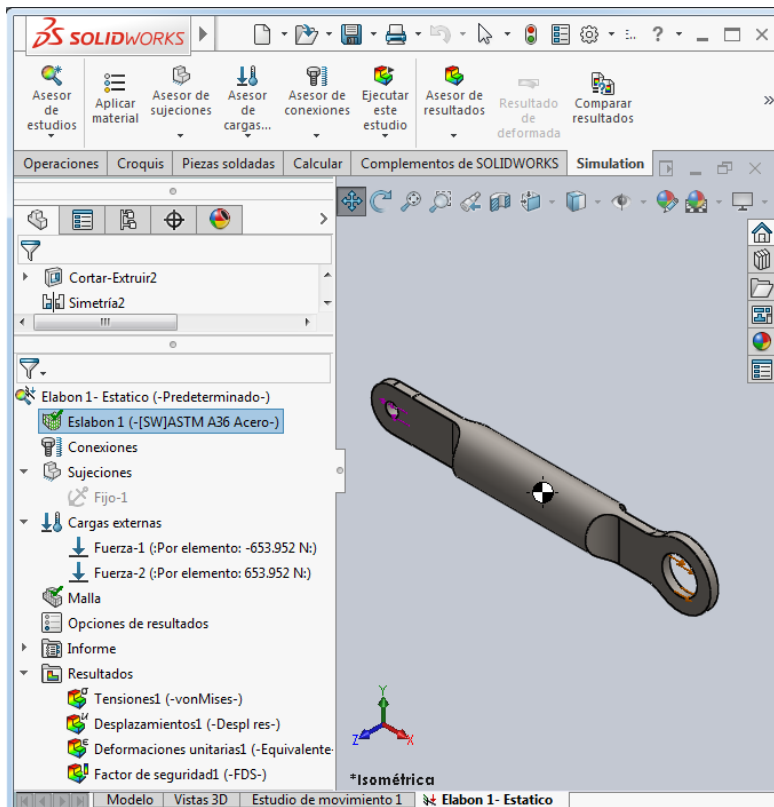 SOLIDWORKS
Asesor de estudios
Aplicar material
Asesor de sujeciones
Asesor de cargas...
Asesor de conexiones
Ejecutar este estudio
Asesor de resultados
Resultado de deformada
Comparar resultados
Operaciones Croquis Piezas soldadas Calcular Complementos de SOLIDWORKS Simulation
Cortar-Extruir2
Simetría2
Elabon 1- Estatico (-Predeterminado-)
Eslabon 1 (-[SW]ASTM A36 Acero-)
Conexiones
Sujeciones
Fijo-1
Cargas externas
Fuerza-1 (:Por elemento: -653.952 N:)
Fuerza-2 (:Por elemento: 653.952 N:)
Malla
Opciones de resultados
Informe
Resultados
Tensiones1 (-vonMises-)
Desplazamientos1 (-Despl res-)
Deformaciones unitarias1 (-Equivalente-
Factor de seguridad1 (-FDS-)
Y
Z
X
*Isométrica
Modelo Vistas 3D Estudio de movimiento 1 Elabon 1- Estatico